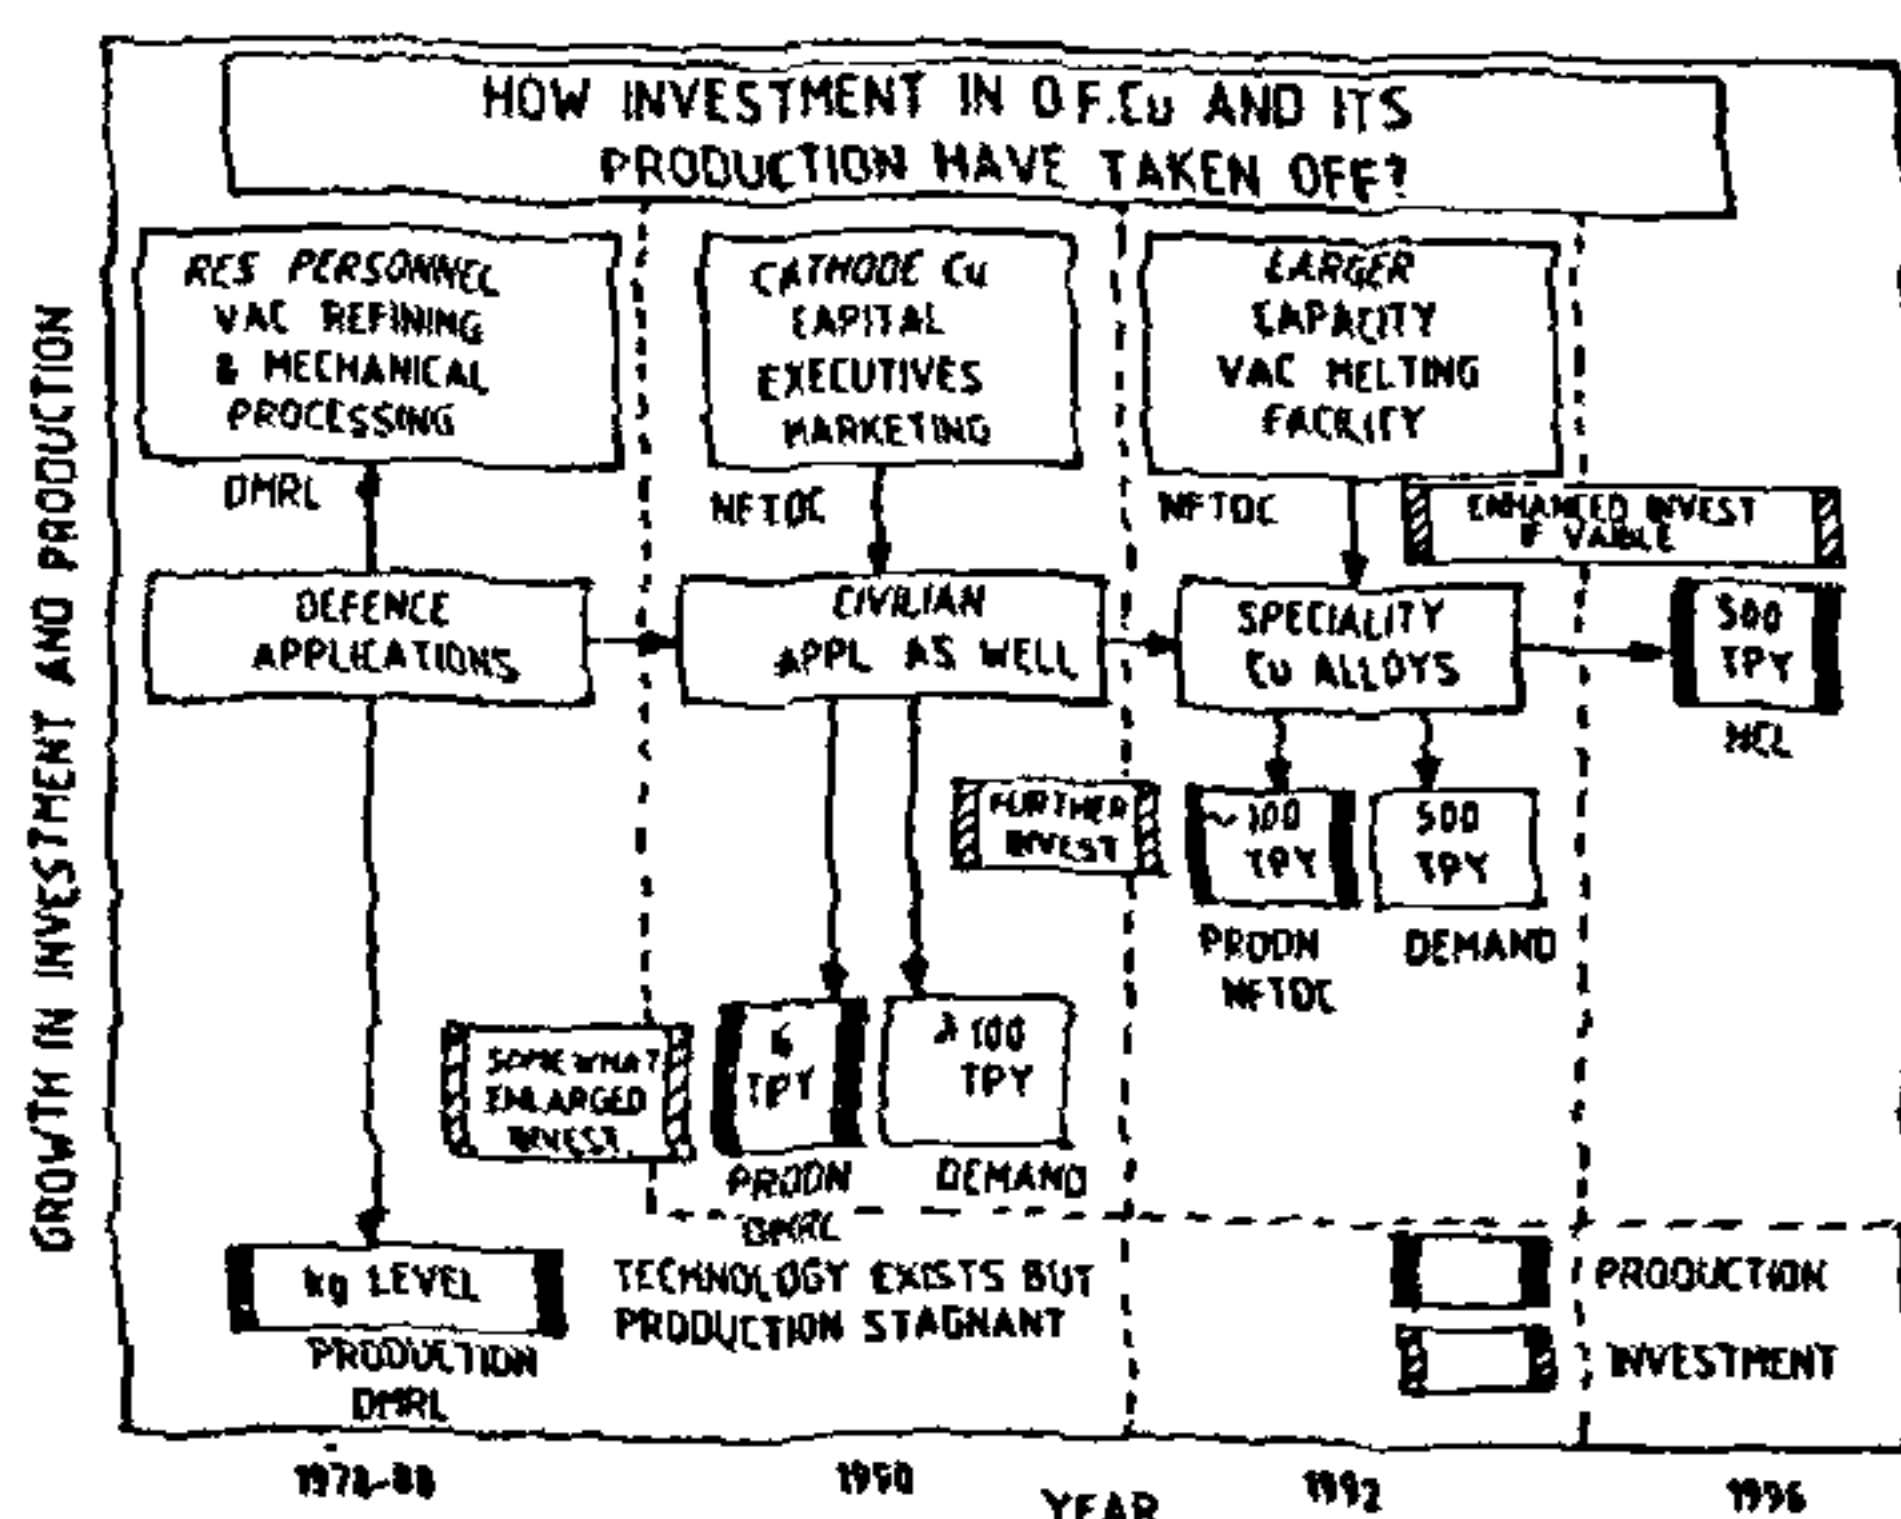 HOW INVESTMENT IN O F.Cu AND ITS
PRODUCTION HAVE TAKEN OFF?
GROWTH IN INVESTMENT AND PRODUCTION
RES PERSONNEL
VAC REFINING
& MECHANICAL
PROCESSING
DMRL
CATHODE Cu
CAPITAL
EXECUTIVES
MARKETING
NFTDC
LARGER
CAPACITY
VAC MELTING
FACILITY
NFTDC
ENHANCED INVEST
IF
DEFENCE
APPLICATIONS
CIVILIAN
APPL AS WELL
SPECIALITY
Cu ALLOYS
500
TPY
HCL
FURTHER
INVEST
~ 100
TPY
PRODN
NFTDC
500
TPY
DEMAND
SOMEWHAT
ENLARGED
INVEST
6
TPY
PRODN
DMRL
100
TPY
DEMAND
kg LEVEL
PRODUCTION
DMRL
TECHNOLOGY EXISTS BUT
PRODUCTION STAGNANT
PRODUCTION
INVESTMENT
1978-88
1990
1992
1996
YEAR